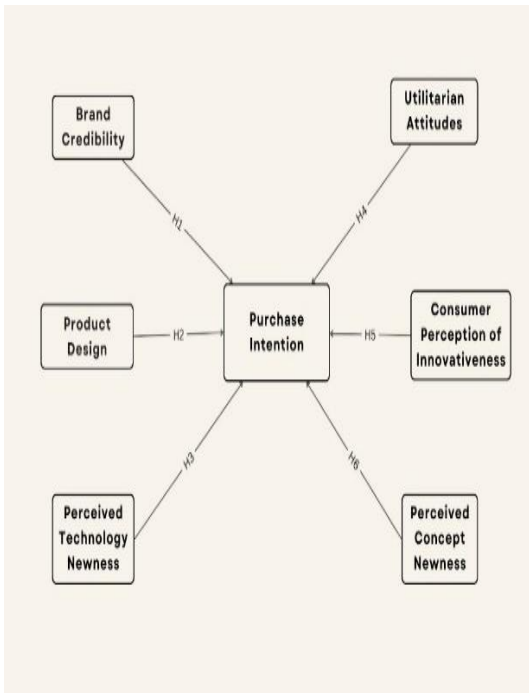 Brand
Credibility
Utilitarian
Attitudes
H1
H4
Product
Design
H2
Purchase
Intention
H5
Consumer
Perception of
Innovativeness
H3
H6
Perceived
Technology
Newness
Perceived
Concept
Newness